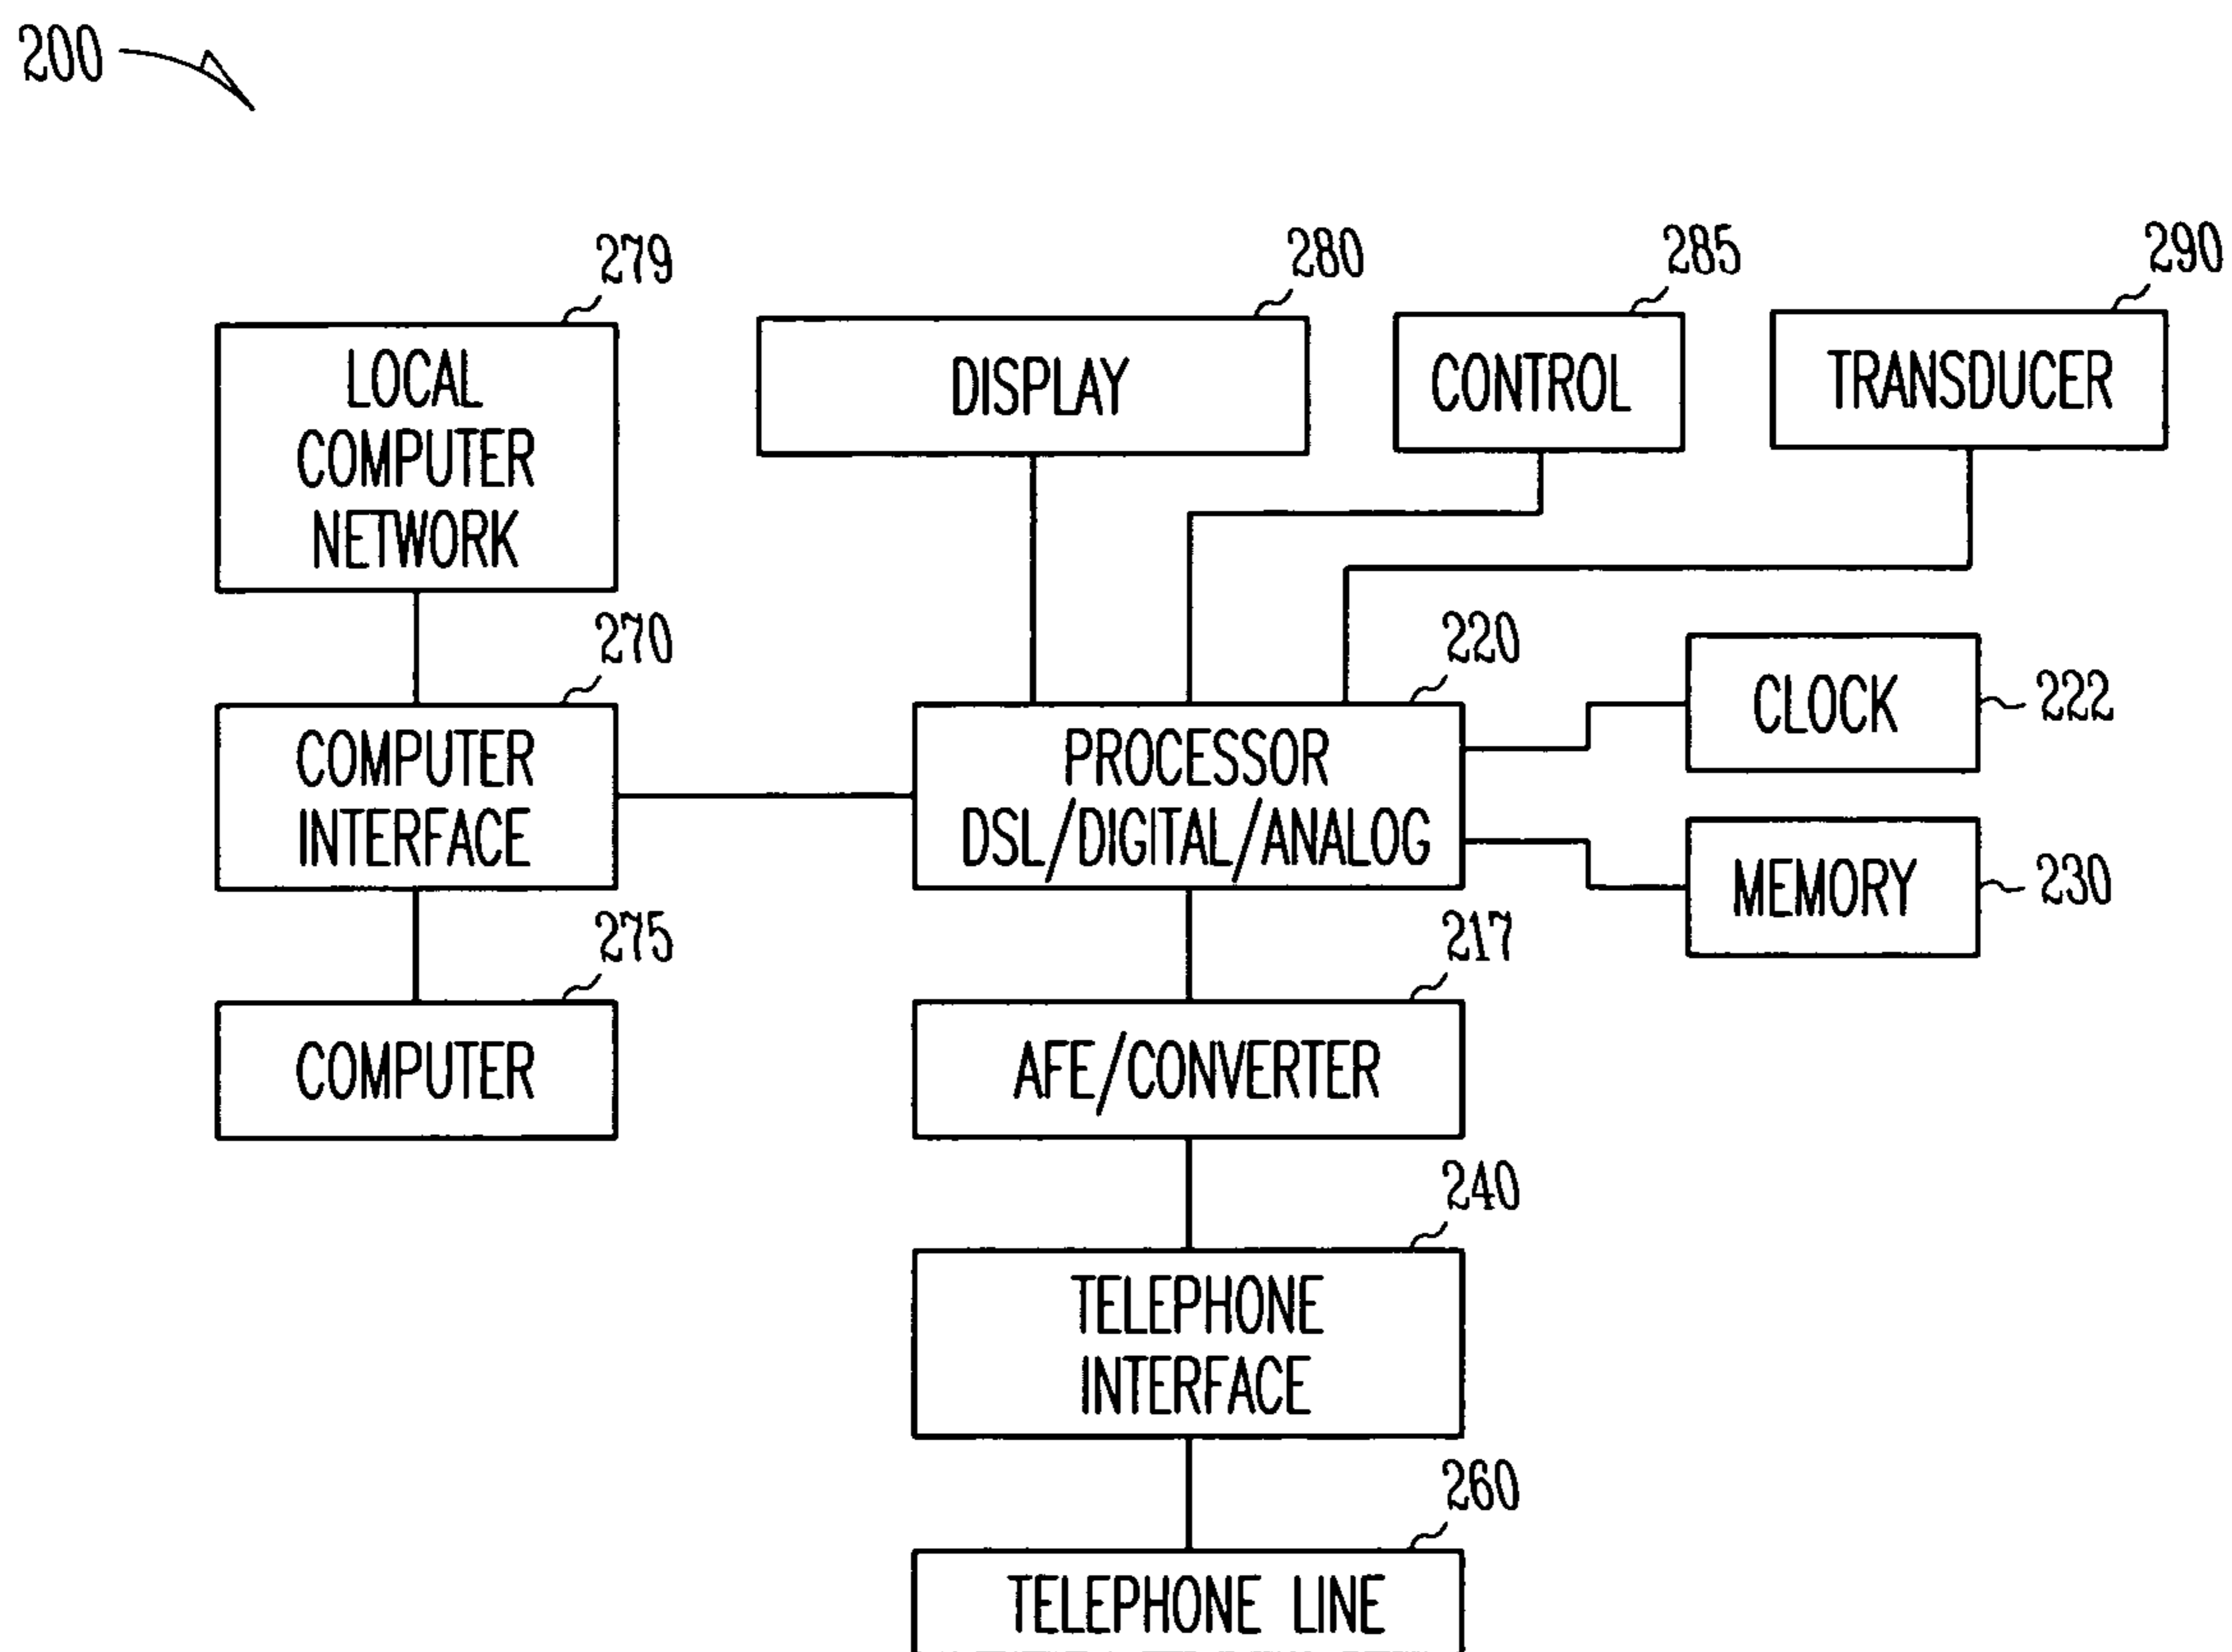 200
279
LOCAL
COMPUTER
NETWORK
280
DISPLAY
285
CONTROL
290
TRANSDUCER
270
COMPUTER
INTERFACE
220
PROCESSOR
DSL/DIGITAL/ANALOG
CLOCK
222
MEMORY
230
275
COMPUTER
217
AFE/CONVERTER
240
TELEPHONE
INTERFACE
260
TELEPHONE LINE